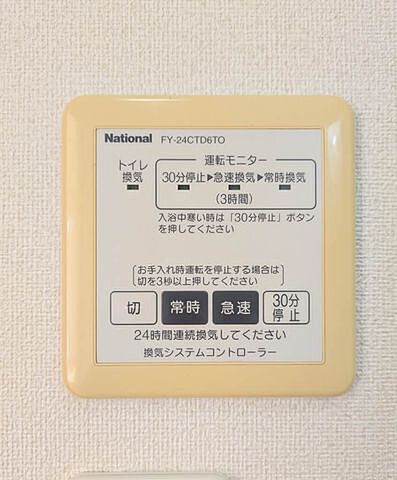 National FY-24CTD6TO
トイレ
換気
運転モニター
30分停止▶急速換気▶常時換気
(3時間)
入浴中寒い時は「30分停止」ボタン
を押してください
お手入れ時運転を停止する場合は
切を3秒以上押してください
切 常時 急速 30分
停止
24時間連続換気してください
換気システムコントローラー